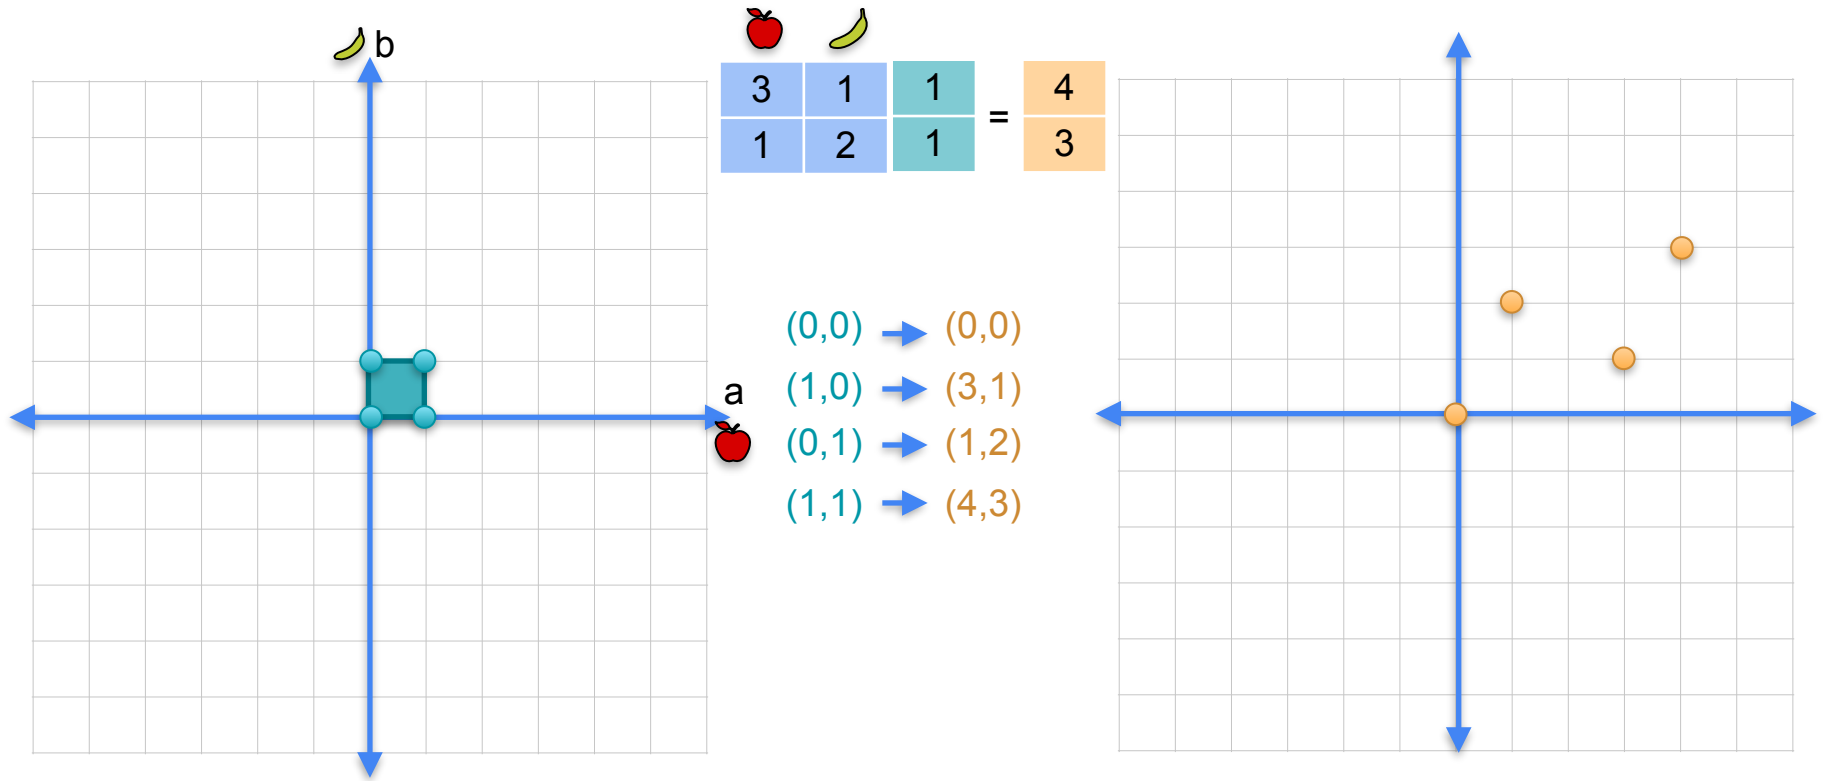 b
3 1 1 = 4
1 2 1 3
a
(0,0) (0,0)
(1,0) (3,1)
(0,1) (1,2)
(1,1) (4,3)